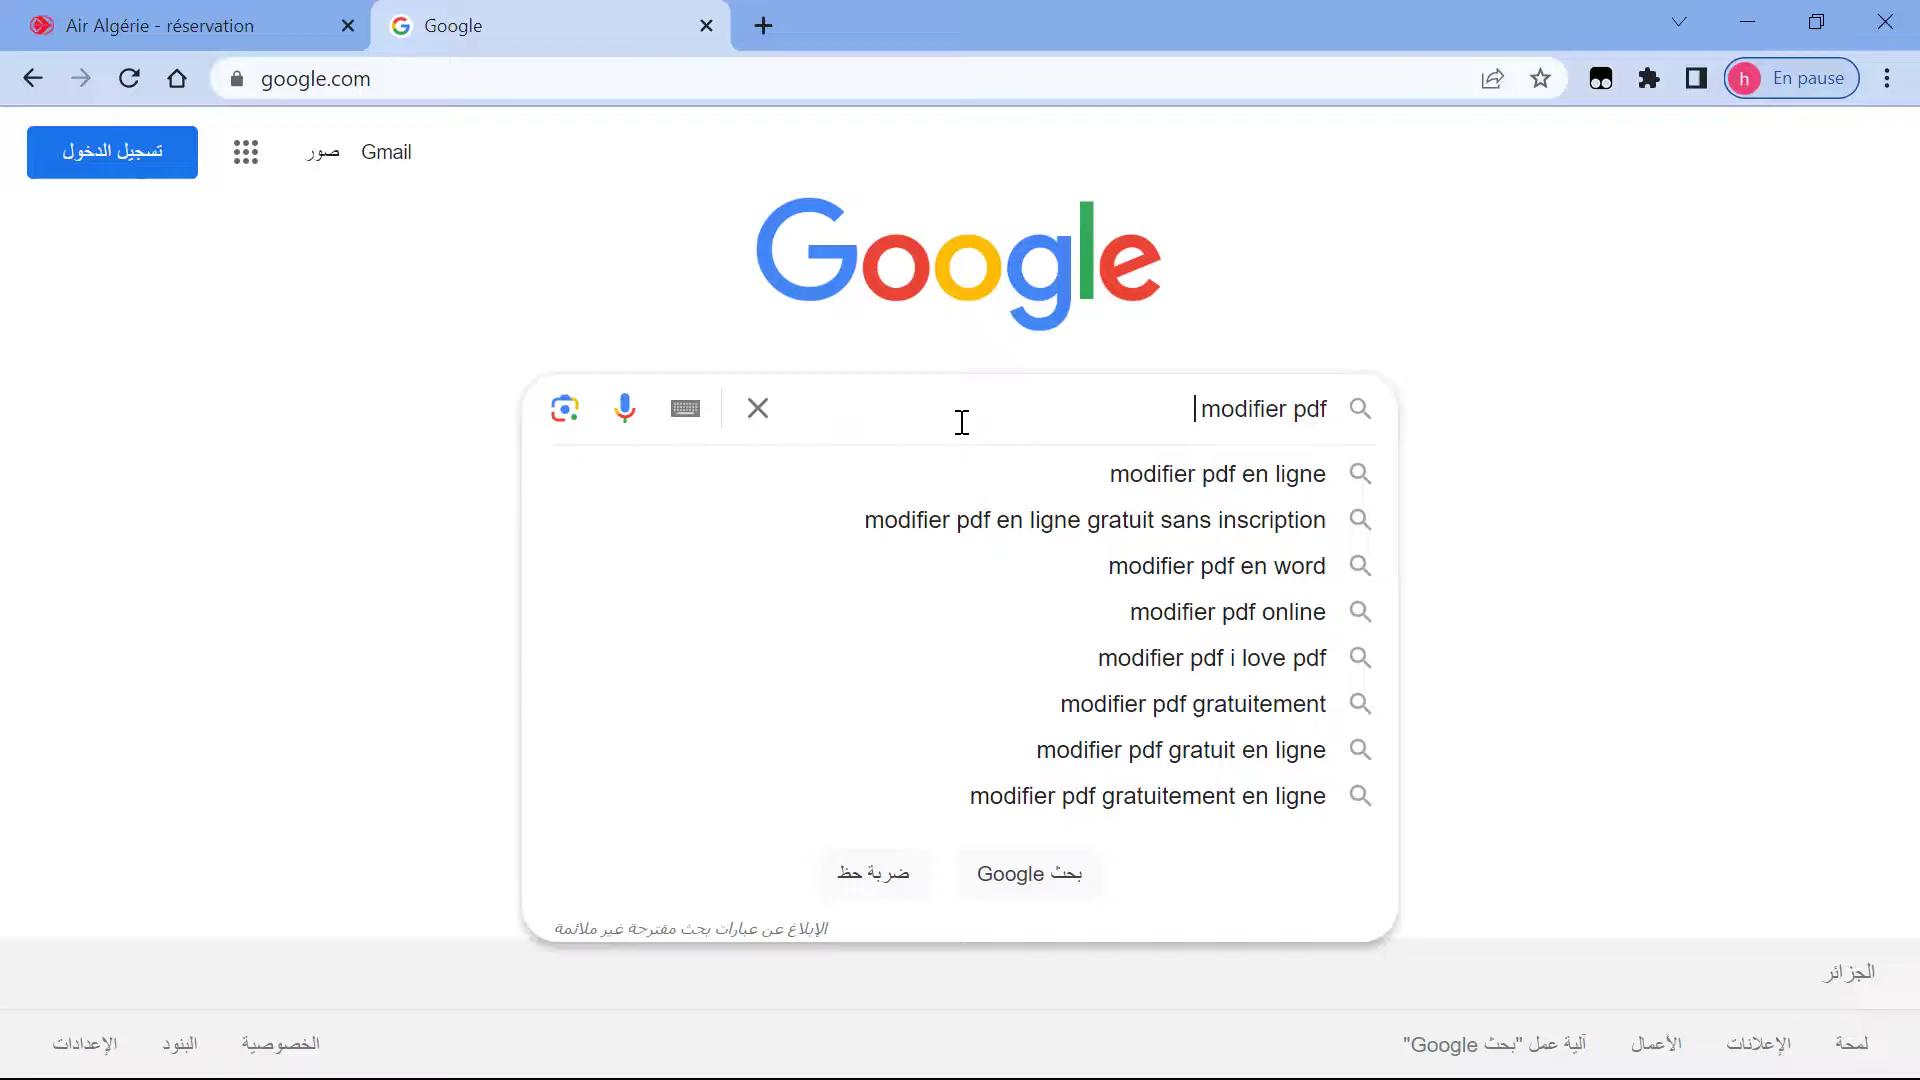 Air Algérie - réservation
Google
google.com
En pause
h
تسجيل الدخول
صور
Gmail
Google
modifier pdf
modifier pdf en ligne
modifier pdf en ligne gratuit sans inscription
modifier pdf en word
modifier pdf online
modifier pdf i love pdf
modifier pdf gratuitement
modifier pdf gratuit en ligne
modifier pdf gratuitement en ligne
بحث Google
ضربة حظ
الإبلاغ عن عبارات بحث مقترحة غير ملائمة
الجزائر
لمحة
الإعلانات
الأعمال
آلية عمل "بحث Google"
الخصوصية
البنود
الإعدادات